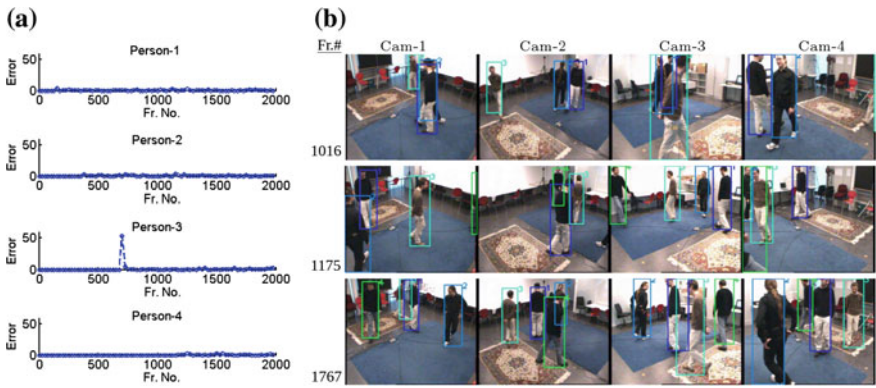 (a)
Person-1
Error
50
0
0 500 1000 1500 2000
Fr. No.
Person-2
Error
50
0
0 500 1000 1500 2000
Fr. No.
Person-3
Error
50
0
0 500 1000 1500 2000
Fr. No.
Person-4
Error
50
0
0 500 1000 1500 2000
Fr. No.
(b)
Fr.# Cam-1 Cam-2 Cam-3 Cam-4
1016
1175
1767